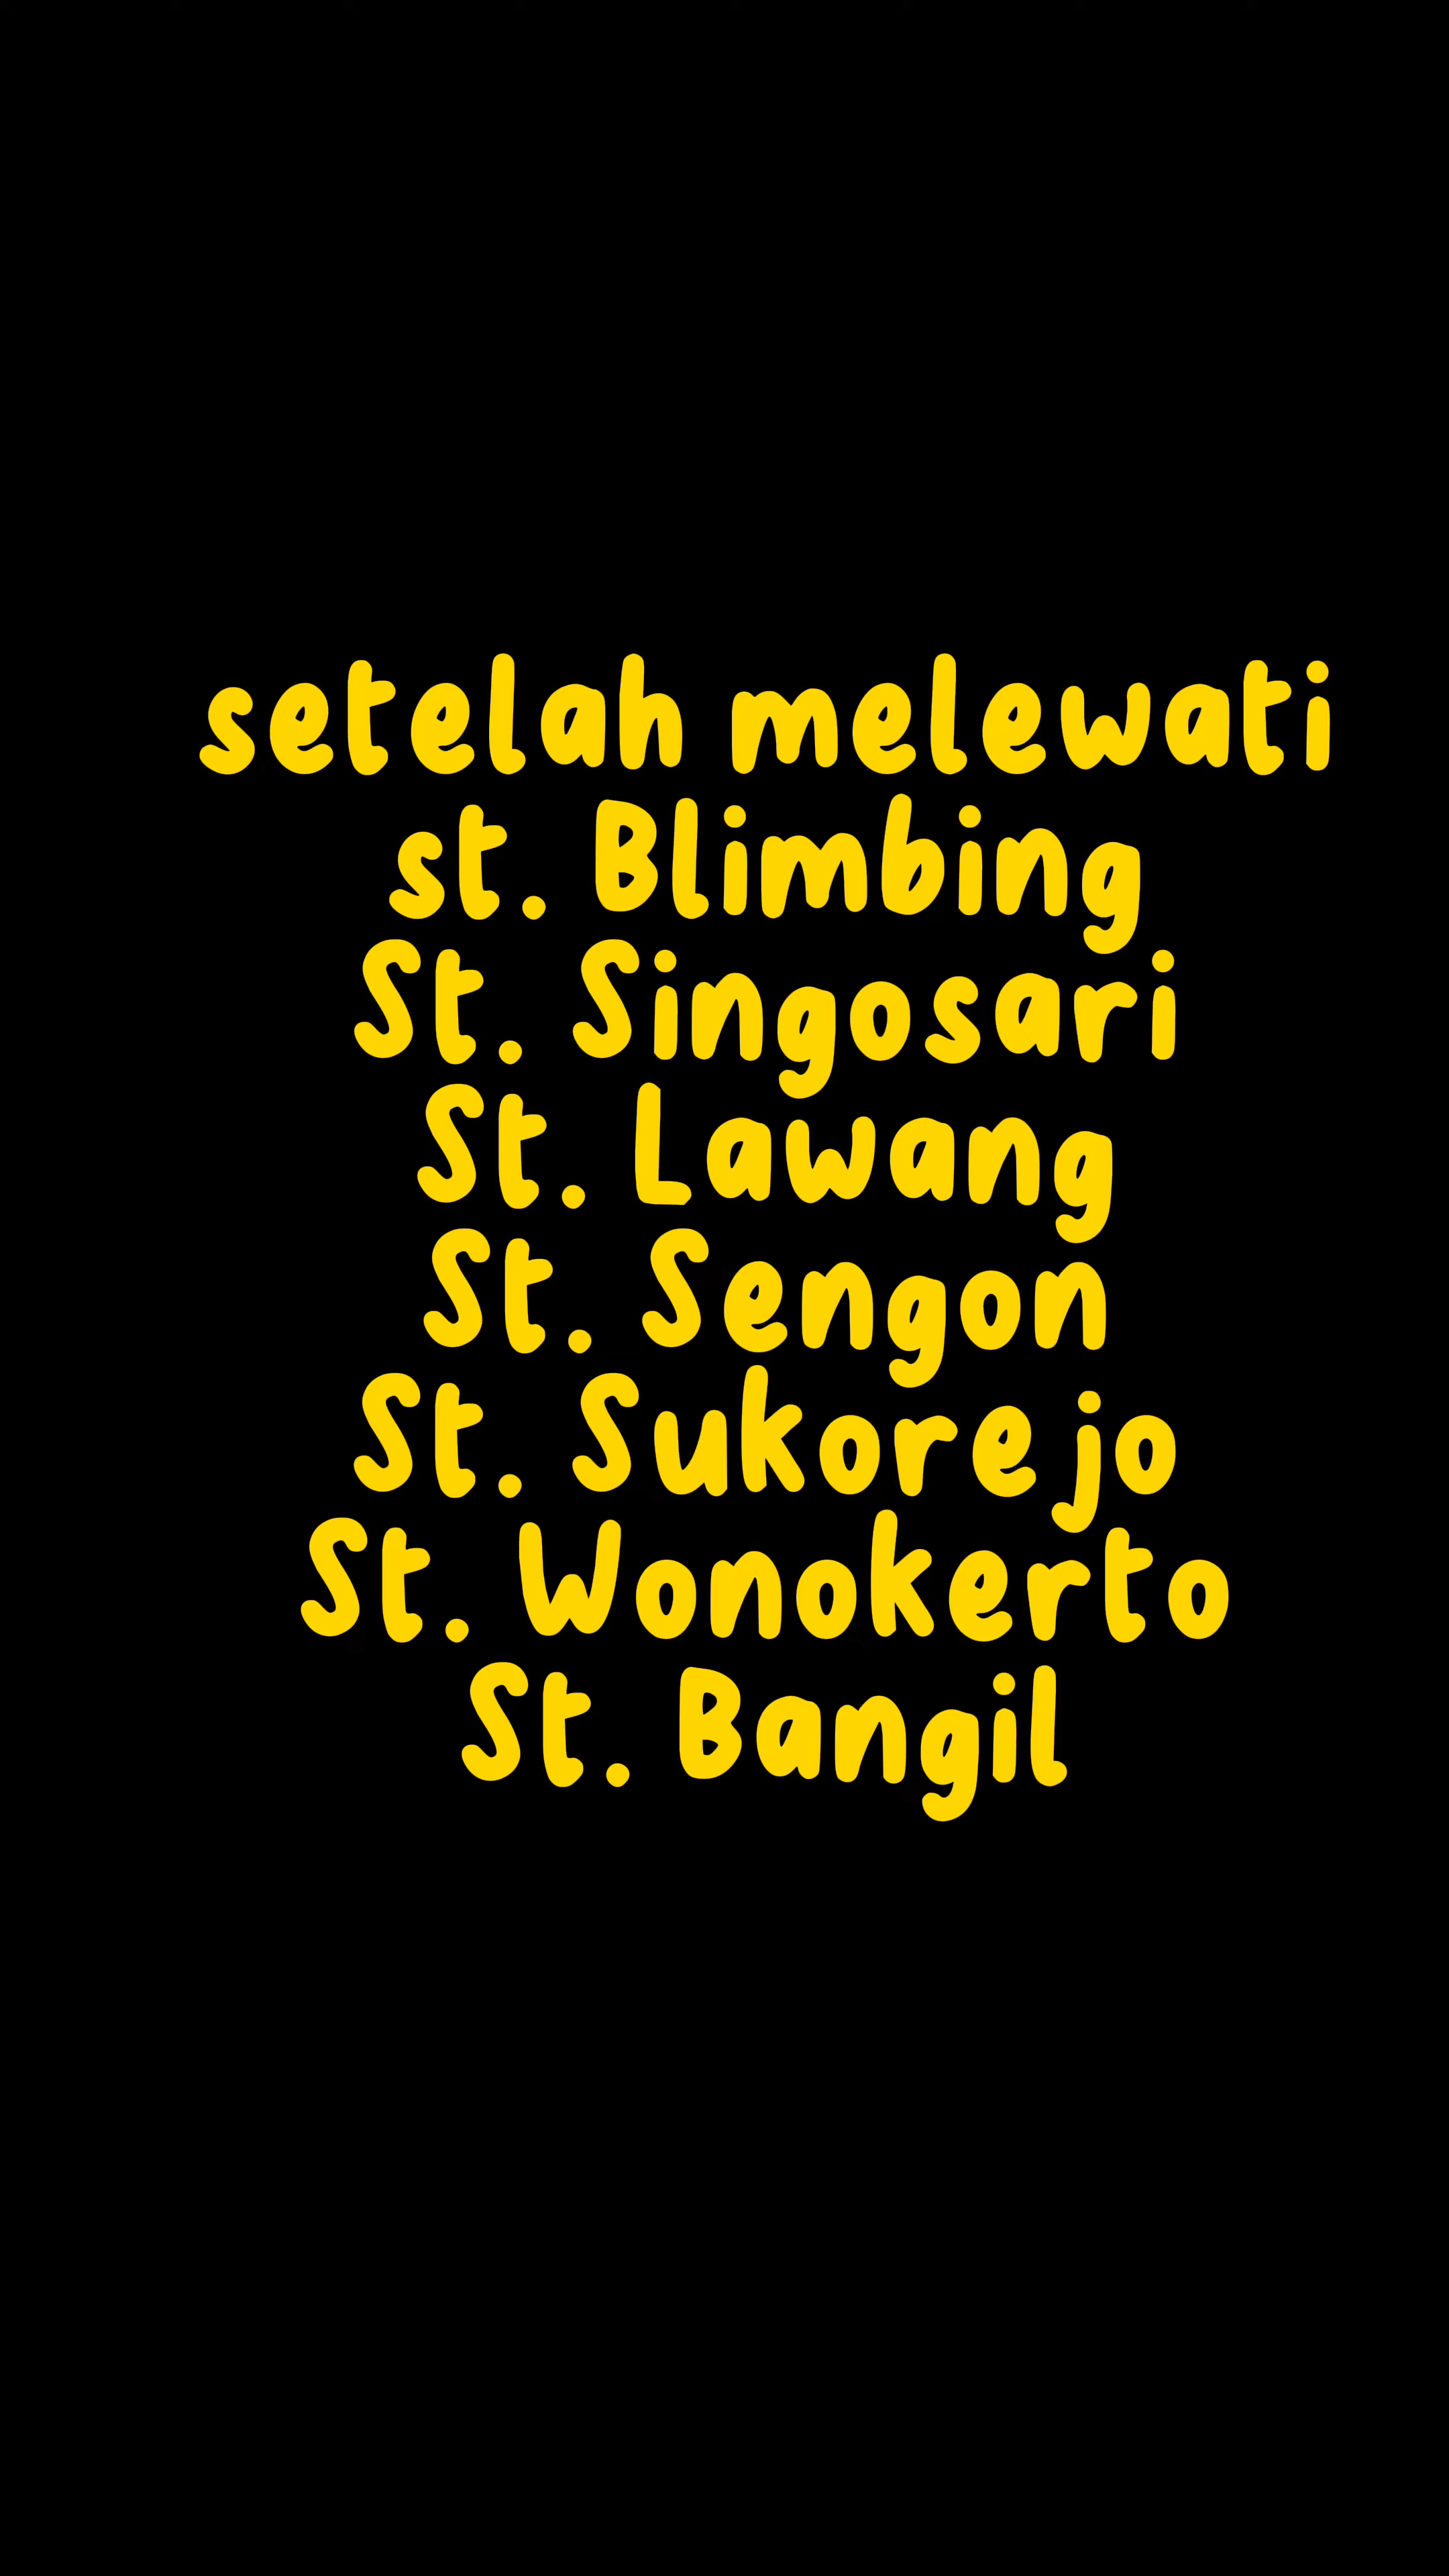 setelah melewati
st. Blimbing
St. Singosari
St. Lawang
St. Sengon
St. Sukorejo
St. Wonokerto
St. Bangil